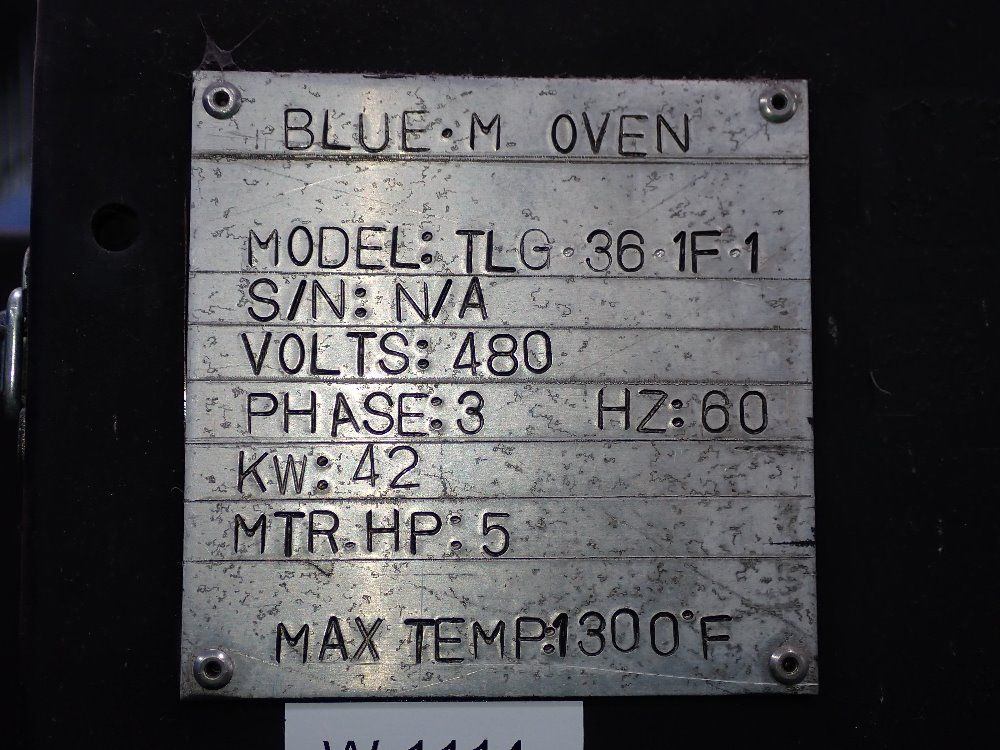 BLUE·M OVEN
MODEL: TLG·36·1F·1
S/N: N/A
VOLTS: 480
PHASE: 3 HZ: 60
KW: 42
MTR.HP: 5
MAX TEMP:1300°F